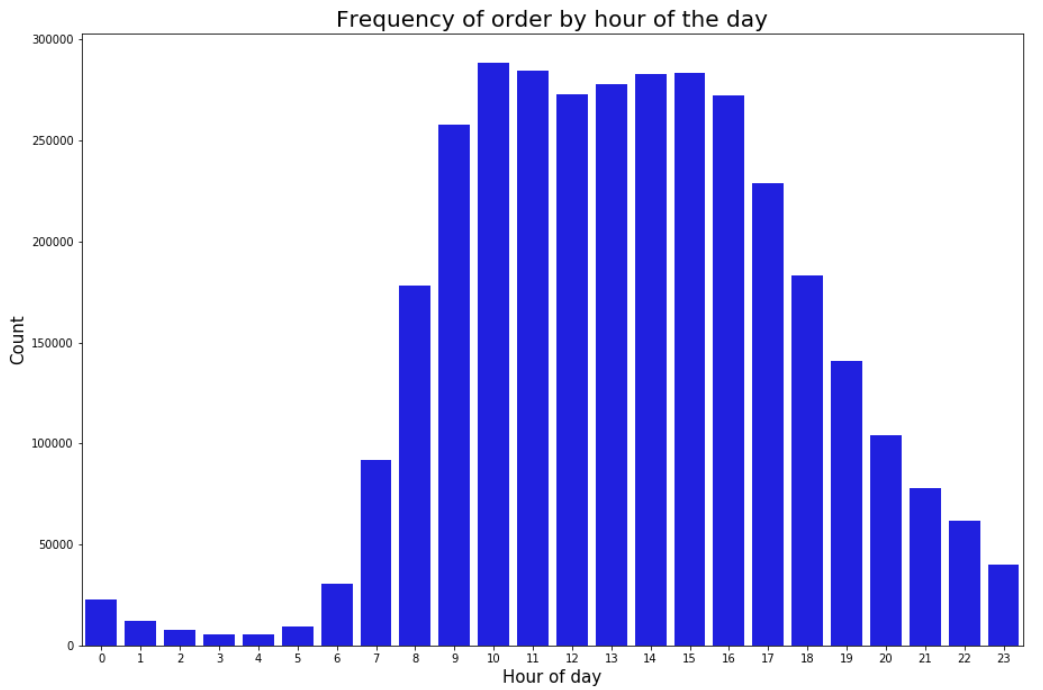 Frequency of order by hour of the day
300000
250000
200000
150000
100000
50000
0
Count
0 1 2 3 4 5 6 7 8 9 10 11 12 13 14 15 16 17 18 19 20 21 22 23
Hour of day